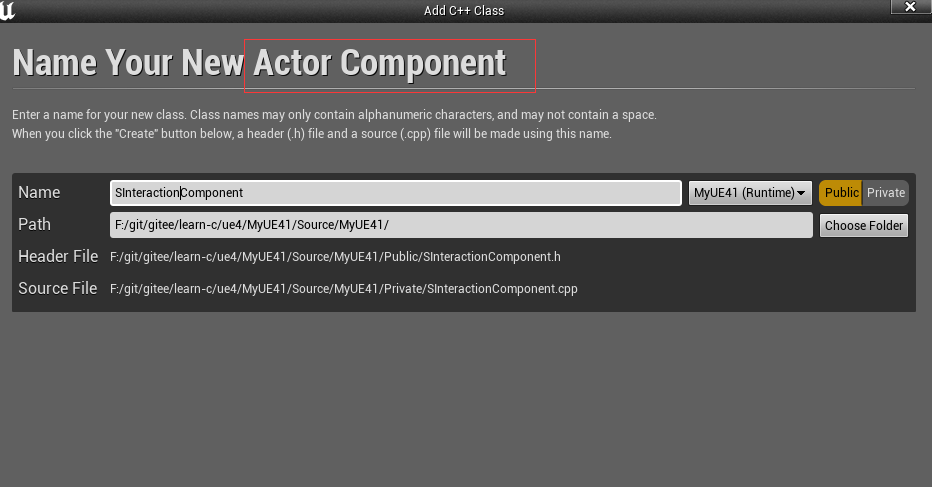 Add C++ Class
Name Your New Actor Component
Enter a name for your new class. Class names may only contain alphanumeric characters, and may not contain a space.
When you click the "Create" button below, a header (.h) file and a source (.cpp) file will be made using this name.
Name SInteractionComponent MyUE41 (Runtime) Public Private
Path F:/git/gitee/learn-c/ue4/MyUE41/Source/MyUE41/ Choose Folder
Header File F:/git/gitee/learn-c/ue4/MyUE41/Source/MyUE41/Public/SInteractionComponent.h
Source File F:/git/gitee/learn-c/ue4/MyUE41/Source/MyUE41/Private/SInteractionComponent.cpp